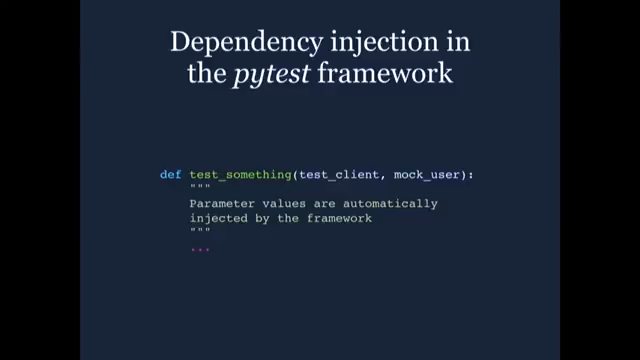 Dependency injection in
the pytest framework
def test_something(test_client, mock_user):
"""
Parameter values are automatically
injected by the framework
"""
...